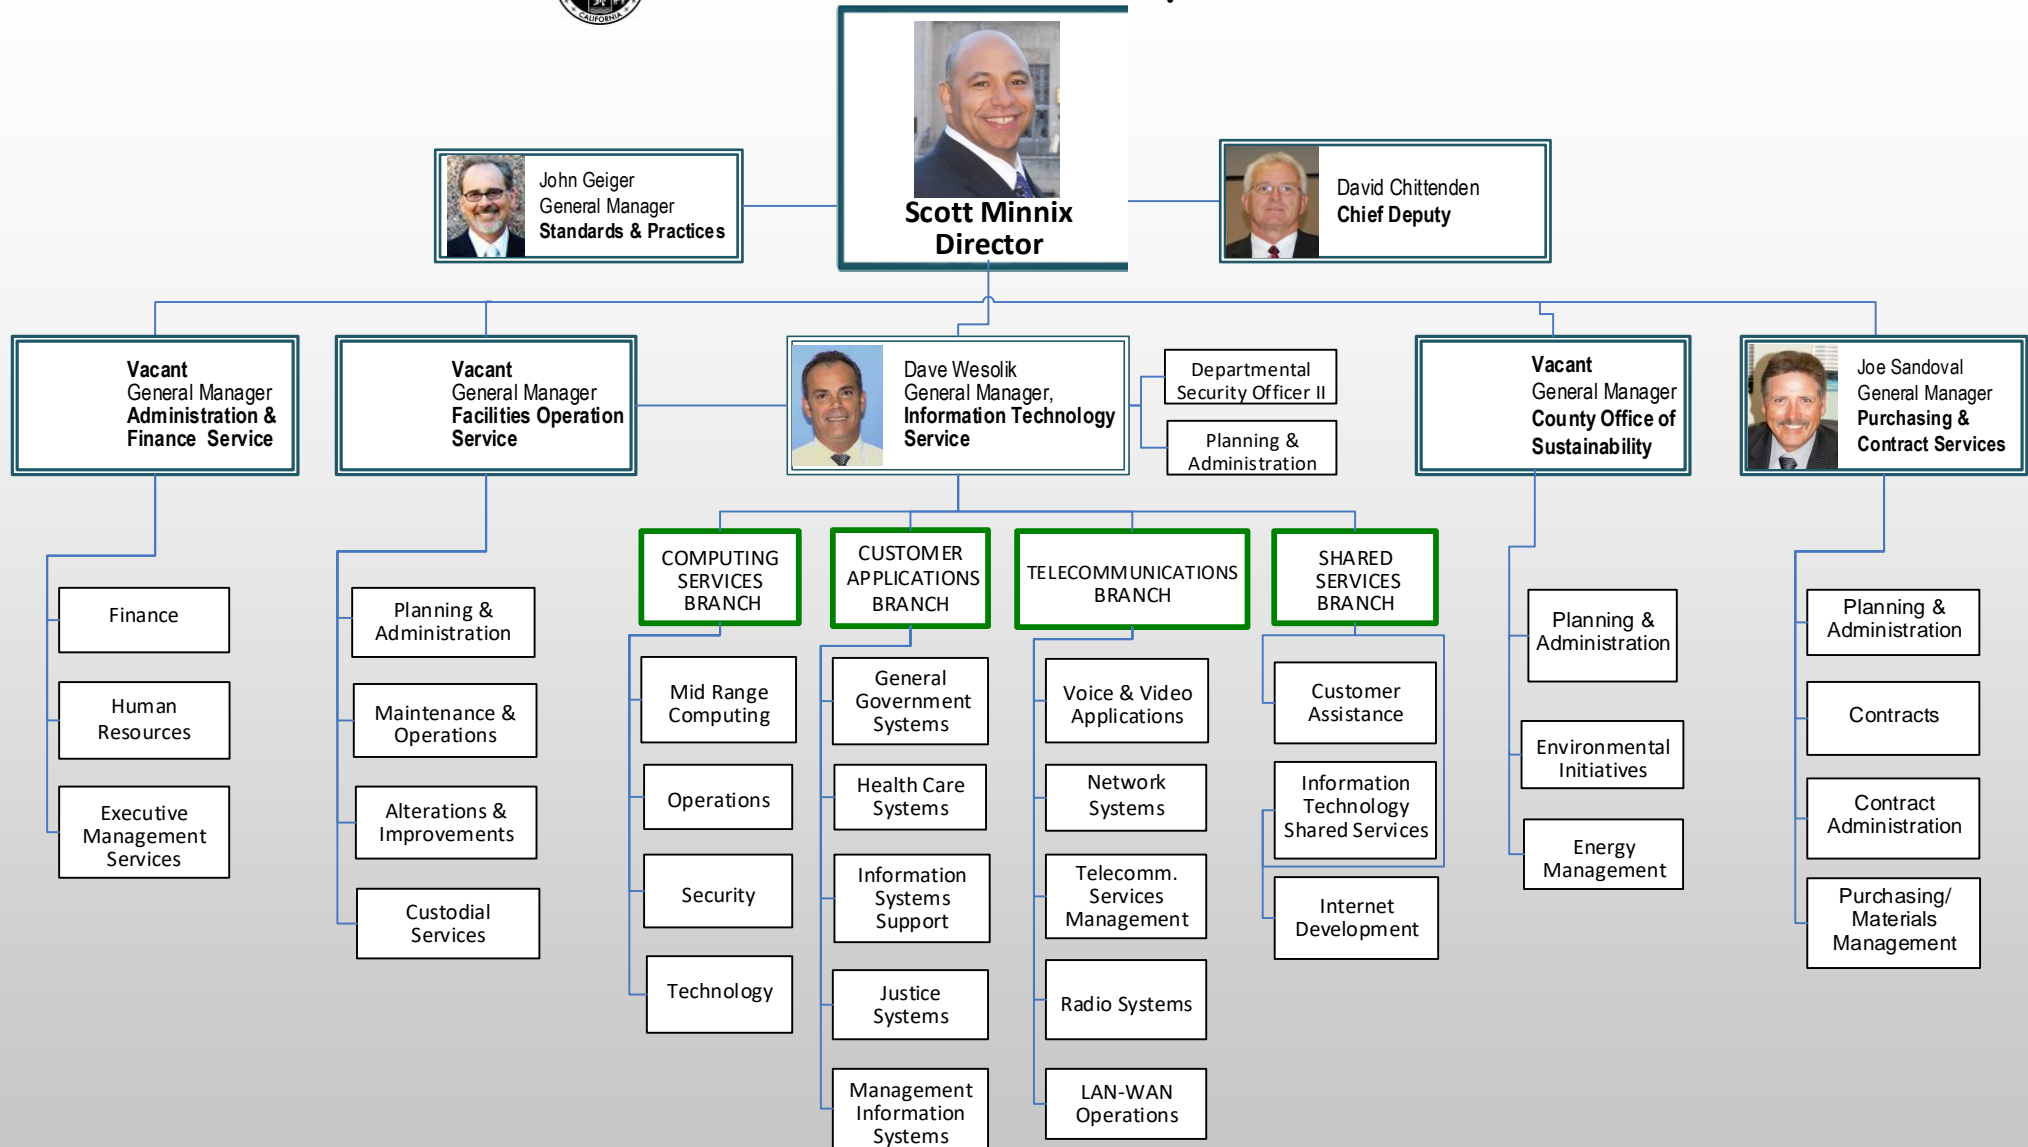 CALIFORNIA
Scott Minnix
Director
John Geiger
General Manager
Standards & Practices
David Chittenden
Chief Deputy
Vacant
General Manager
Administration &
Finance Service
Vacant
General Manager
Facilities Operation
Service
Dave Wesolik
General Manager,
Information Technology
Service
Departmental
Security Officer II
Planning &
Administration
Vacant
General Manager
County Office of
Sustainability
Joe Sandoval
General Manager
Purchasing &
Contract Services
COMPUTING
SERVICES
BRANCH
CUSTOMER
APPLICATIONS
BRANCH
TELECOMMUNICATIONS
BRANCH
SHARED
SERVICES
BRANCH
Finance
Human
Resources
Executive
Management
Services
Planning &
Administration
Maintenance &
Operations
Alterations &
Improvements
Custodial
Services
Mid Range
Computing
Operations
Security
Technology
General
Government
Systems
Health Care
Systems
Information
Systems
Support
Justice
Systems
Management
Information
Systems
Voice & Video
Applications
Network
Systems
Telecomm.
Services
Management
Radio Systems
LAN-WAN
Operations
Customer
Assistance
Information
Technology
Shared Services
Internet
Development
Planning &
Administration
Environmental
Initiatives
Energy
Management
Planning &
Administration
Contracts
Contract
Administration
Purchasing/
Materials
Management